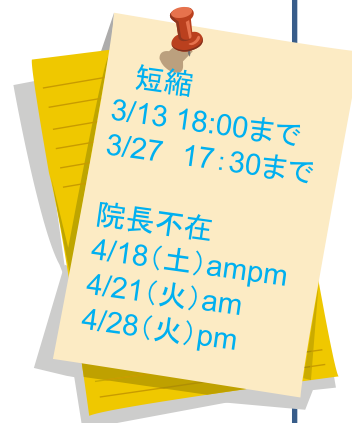 短縮
3/13 18:00まで
3/27 17:30まで
院長不在
4/18(土)ampm
4/21(火)am
4/28(火)pm